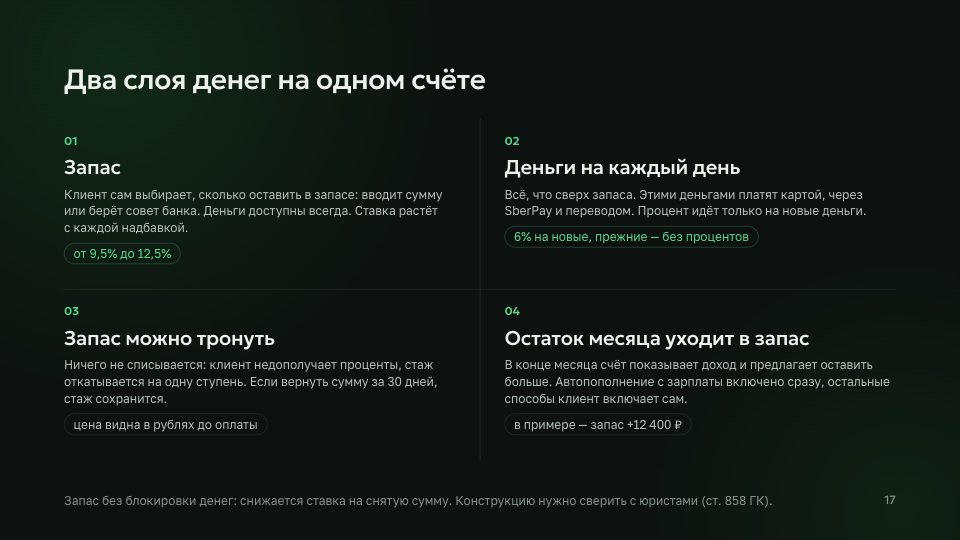 Два слоя денег на одном счёте
01
Запас
Клиент сам выбирает, сколько оставить в запасе: вводит сумму
или берёт совет банка. Деньги доступны всегда. Ставка растёт
с каждой надбавкой.
от 9,5% до 12,5%
02
Деньги на каждый день
Всё, что сверх запаса. Этими деньгами платят картой, через
SberPay и переводом. Процент идёт только на новые деньги.
6% на новые, прежние — без процентов
03
Запас можно тронуть
Ничего не списывается: клиент недополучает проценты, стаж
откатывается на одну ступень. Если вернуть сумму за 30 дней,
стаж сохранится.
цена видна в рублях до оплаты
04
Остаток месяца уходит в запас
В конце месяца счёт показывает доход и предлагает оставить
больше. Автопополнение с зарплаты включено сразу, остальные
способы клиент включает сам.
в примере — запас +12 400 ₽
Запас без блокировки денег: снижается ставка на снятую сумму. Конструкцию нужно сверить с юристами (ст. 858 ГК).
17